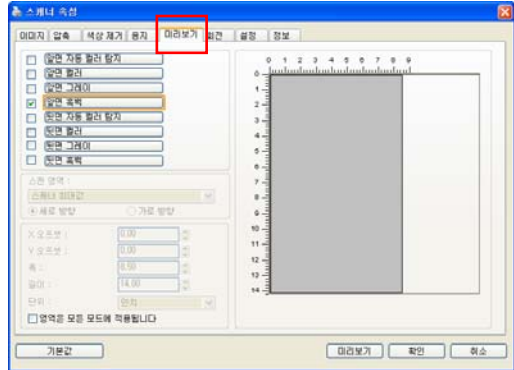 스캐너 속성
이미지 압축 색상 제거 용지 미리보기 회전 설정 정보
앞면 자동 컬러 탐지
앞면 컬러
앞면 그레이
앞면 흑백
뒷면 자동 컬러 탐지
뒷면 컬러
뒷면 그레이
뒷면 흑백
스캔 영역 :
스캐너 최대값
세로 방향 가로 방향
X 오프셋 : 0.00
Y 오프셋 : 0.00
폭 : 8.50
길이 : 14.00
단위 : 인치
영역은 모든 모드에 적용됩니다
0 1 2 3 4 5 6 7 8 9
0
1
2
3
4
5
6
7
8
9
10
11
12
13
14
기본값 미리보기 확인 취소